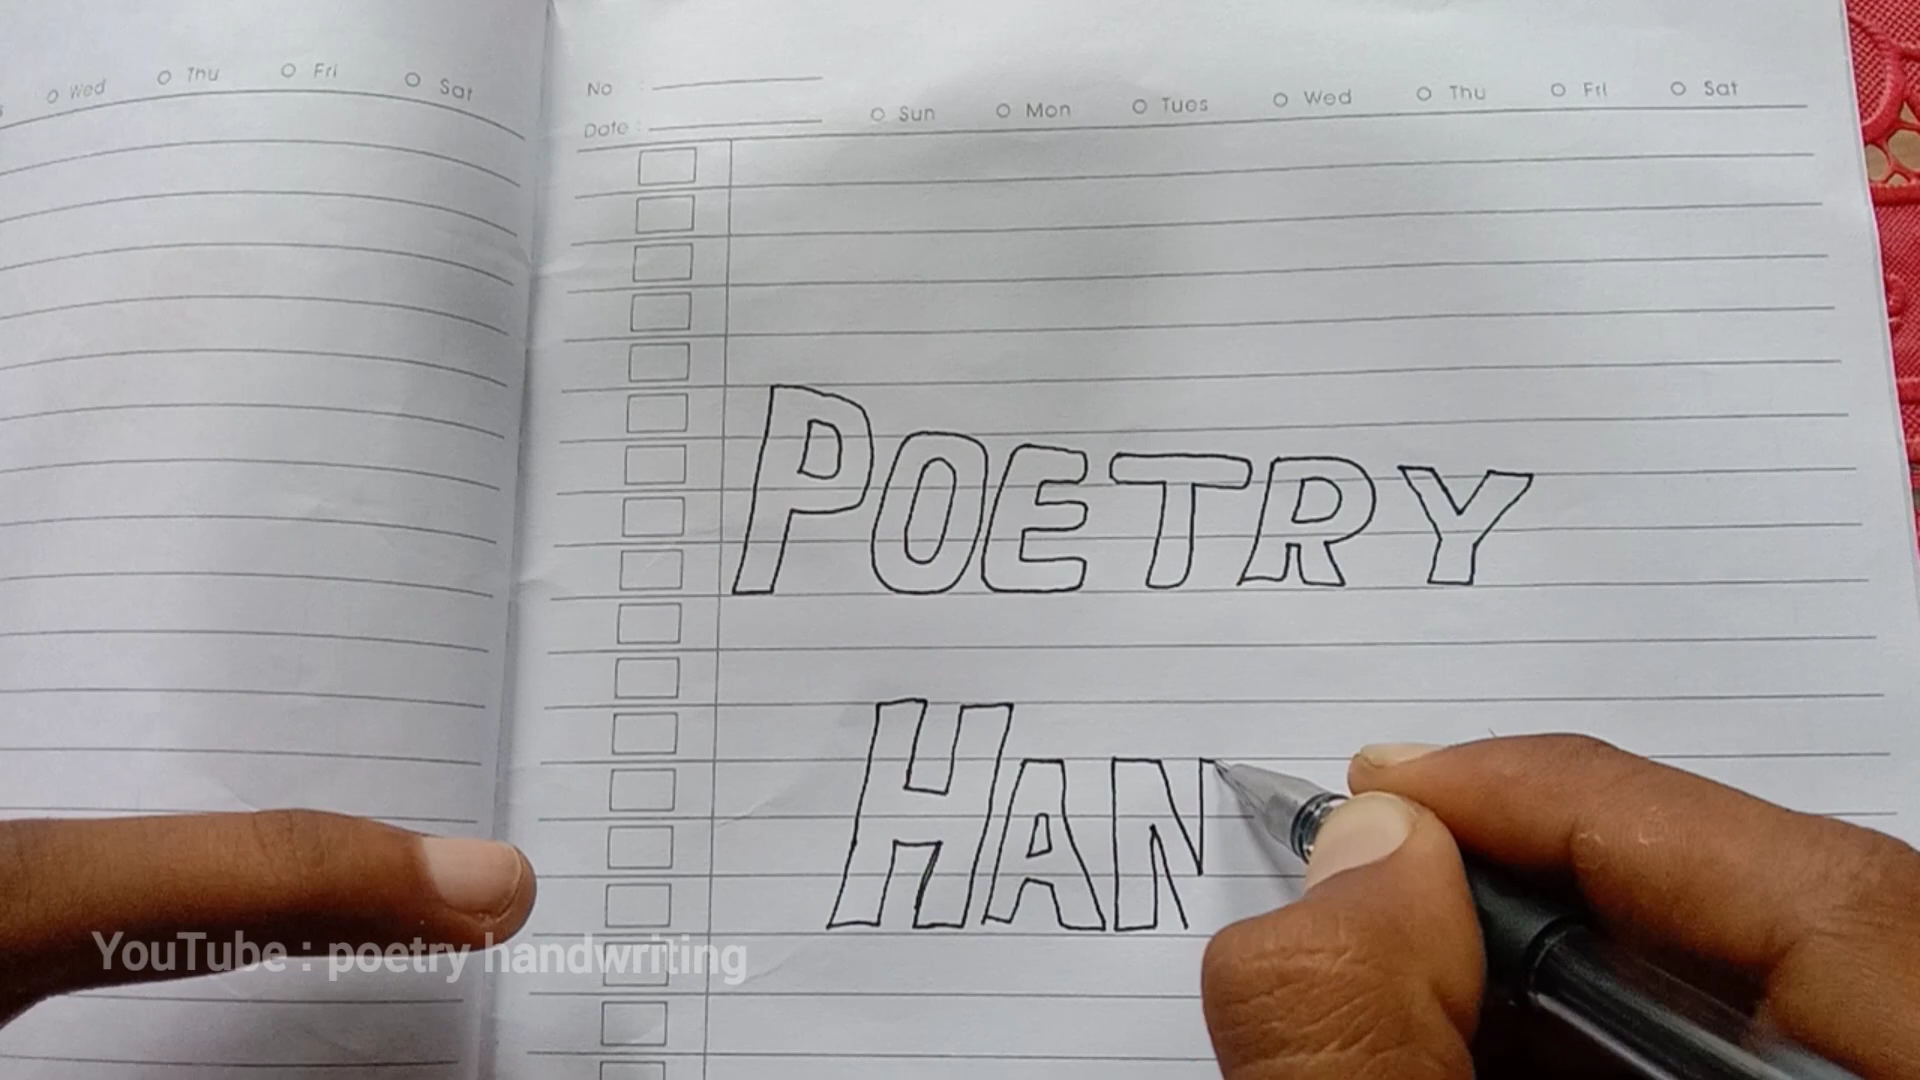 Wed Thu Fri Sat
No :
Date :
Sun Mon Tues Wed Thu Fri Sat
POETRY
HAN
YouTube : poetry handwriting